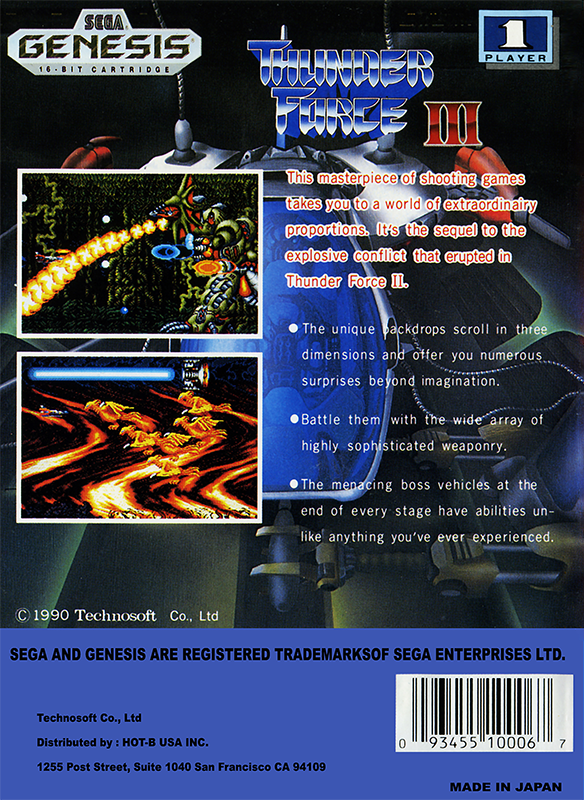 SEGA
GENESIS
16-BIT CARTRIDGE
1
PLAYER
THUNDER
FORCE
III
This masterpiece of shooting games
takes you to a world of extraordinairy
proportions. It's the sequel to the
explosive conflict that erupted in
Thunder Force II.
● The unique backdrops scroll in three
dimensions and offer you numerous
surprises beyond imagination.
● Battle them with the wide array of
highly sophisticated weaponry.
● The menacing boss vehicles at the
end of every stage have abilities un-
like anything you've ever experienced.
© 1990 Technosoft Co., Ltd
SEGA AND GENESIS ARE REGISTERED TRADEMARKSOF SEGA ENTERPRISES LTD.
Technosoft Co., Ltd
Distributed by : HOT-B USA INC.
1255 Post Street, Suite 1040 San Francisco CA 94109
0 93455 10006 7
MADE IN JAPAN